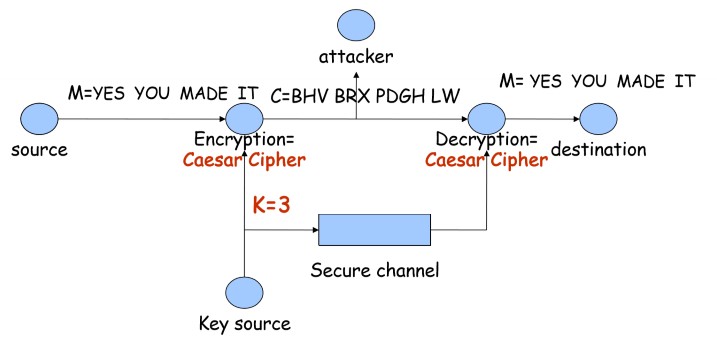 attacker
M=YES YOU MADE IT
C=BHV BRX PDGH LW
M= YES YOU MADE IT
source
Encryption=
Caesar Cipher
Decryption=
Caesar Cipher
destination
K=3
Secure channel
Key source